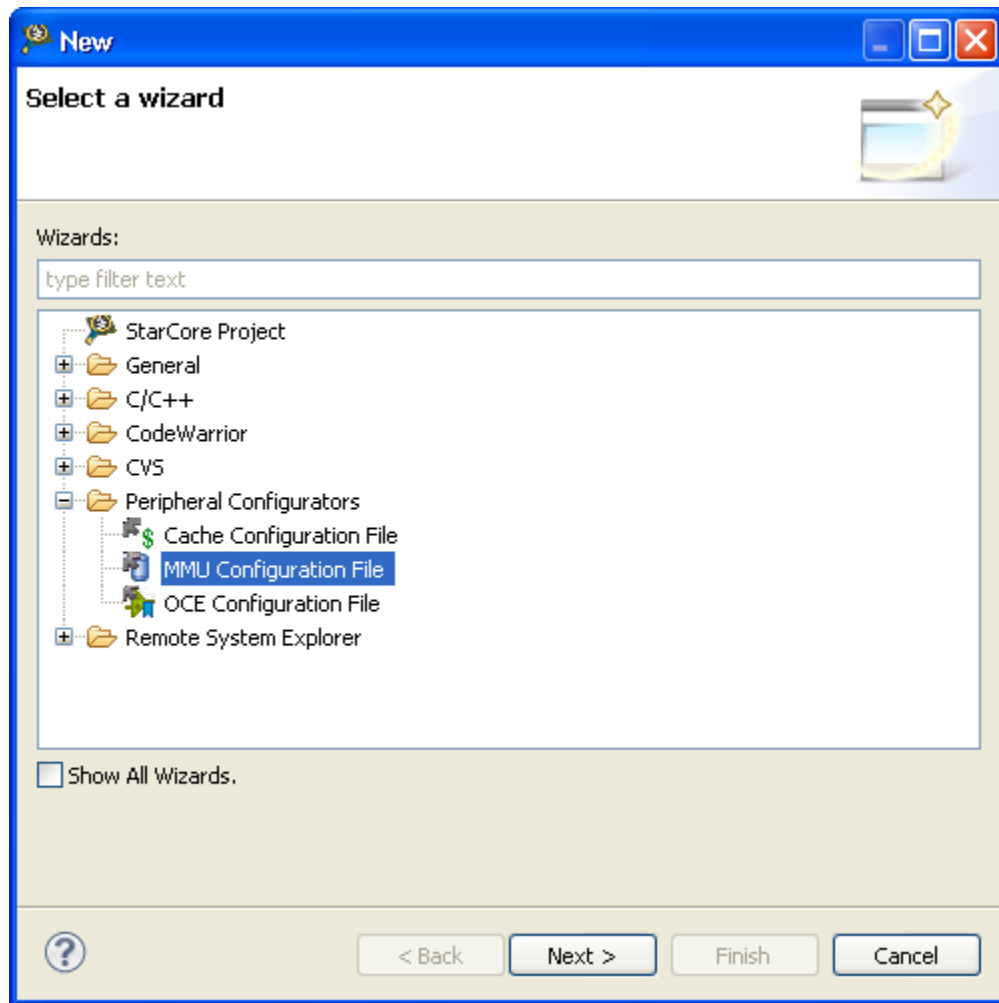 New
Select a wizard
Wizards:
type filter text
StarCore Project
General
C/C++
CodeWarrior
CVS
Peripheral Configurators
Cache Configuration File
MMU Configuration File
OCE Configuration File
Remote System Explorer
Show All Wizards.
< Back Next > Finish Cancel